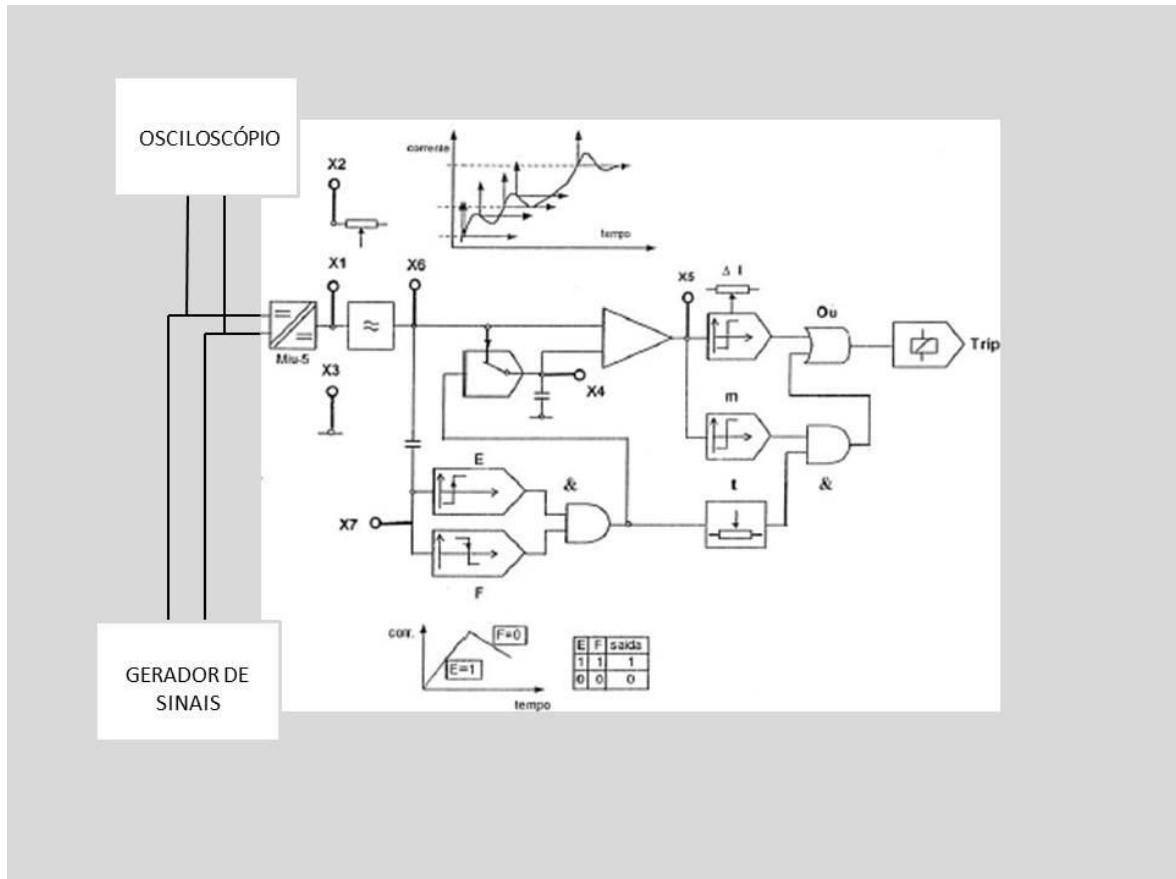 OSCILOSCÓPIO
X2
corrente
tempo
X1
X6
X5
Δ I
Ou
Miu-5
Trip
X3
X4
m
E
&
t
&
X7
F
corr.
F=0
E=1
tempo
E F saída
1 1 1
0 0 0
GERADOR DE
SINAIS